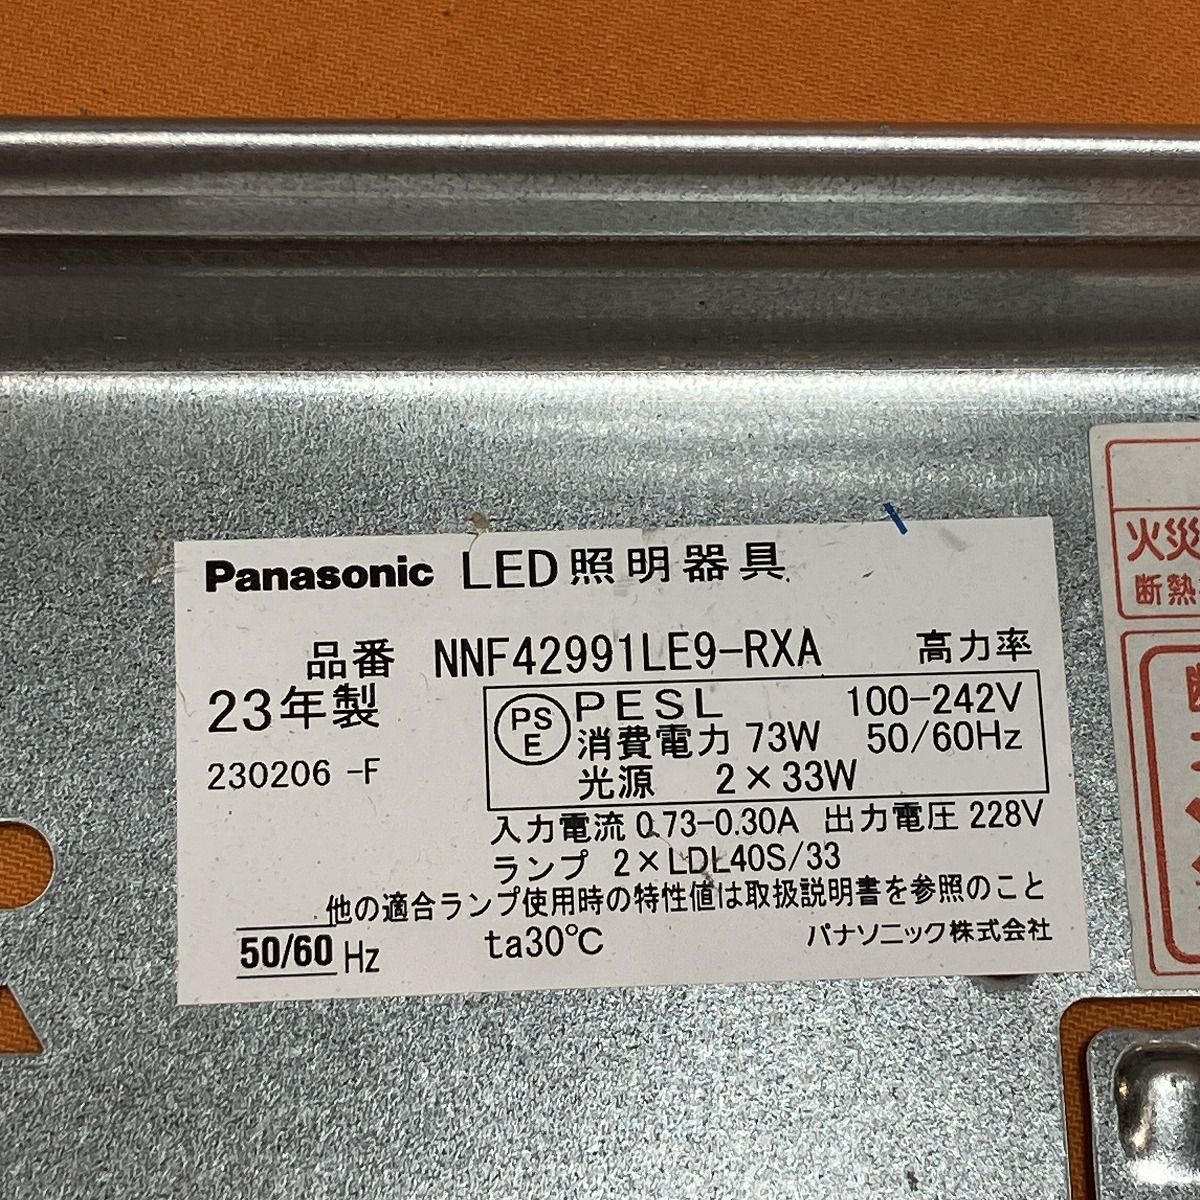 Panasonic LED照明器具
品番 NNF42991LE9-RXA 高力率
23年製
230206 -F
PS
E
PESL 100-242V
消費電力 73W 50/60Hz
光源 2×33W
入力電流 0.73-0.30A 出力電圧 228V
ランプ 2×LDL40S/33
他の適合ランプ使用時の特性値は取扱説明書を参照のこと
50/60 Hz ta30℃ パナソニック株式会社
火災
断熱